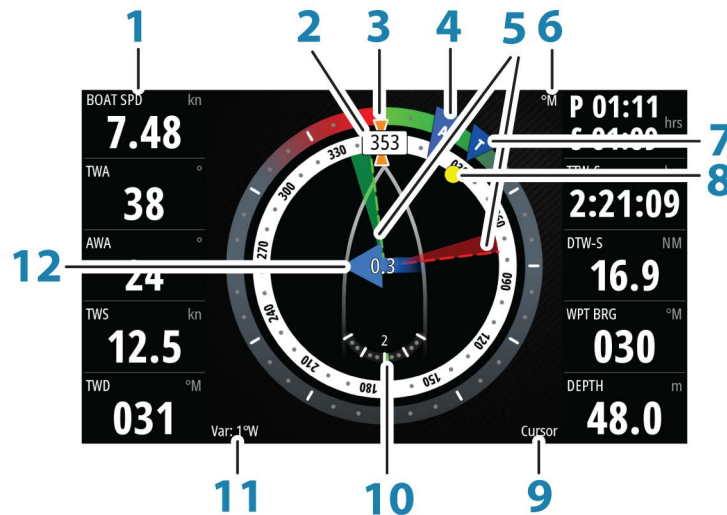 1 2 3 4 5 6
BOAT SPD kn
7.48
TWA °
38
AWA °
24
TWS kn
12.5
TWD °M
031
Var: 1°W
°M
353
330
300
270
240
210
180
150
120
060
A
T
0.3
2
P 01:11
hrs
2:21:09
DTW-S NM
16.9
WPT BRG °M
030
DEPTH m
48.0
Cursor
7
8
12
11 10 9